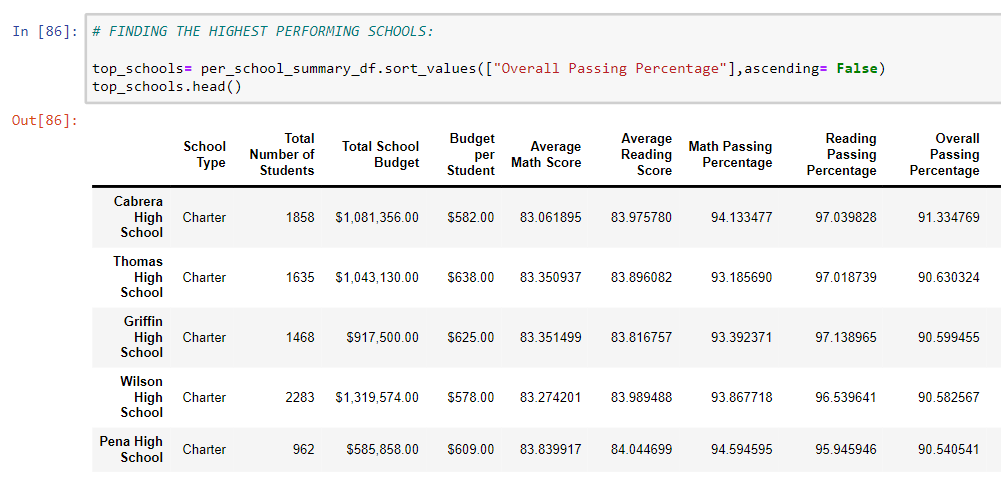 In [86]: # FINDING THE HIGHEST PERFORMING SCHOOLS:
top_schools= per_school_summary_df.sort_values(["Overall Passing Percentage"],ascending= False)
top_schools.head()
Out[86]:
School Type Total Number of Students Total School Budget Budget per Student Average Math Score Average Reading Score Math Passing Percentage Reading Passing Percentage Overall Passing Percentage
Cabrera High School Charter 1858 $1,081,356.00 $582.00 83.061895 83.975780 94.133477 97.039828 91.334769
Thomas High School Charter 1635 $1,043,130.00 $638.00 83.350937 83.896082 93.185690 97.018739 90.630324
Griffin High School Charter 1468 $917,500.00 $625.00 83.351499 83.816757 93.392371 97.138965 90.599455
Wilson High School Charter 2283 $1,319,574.00 $578.00 83.274201 83.989488 93.867718 96.539641 90.582567
Pena High School Charter 962 $585,858.00 $609.00 83.839917 84.044699 94.594595 95.945946 90.540541